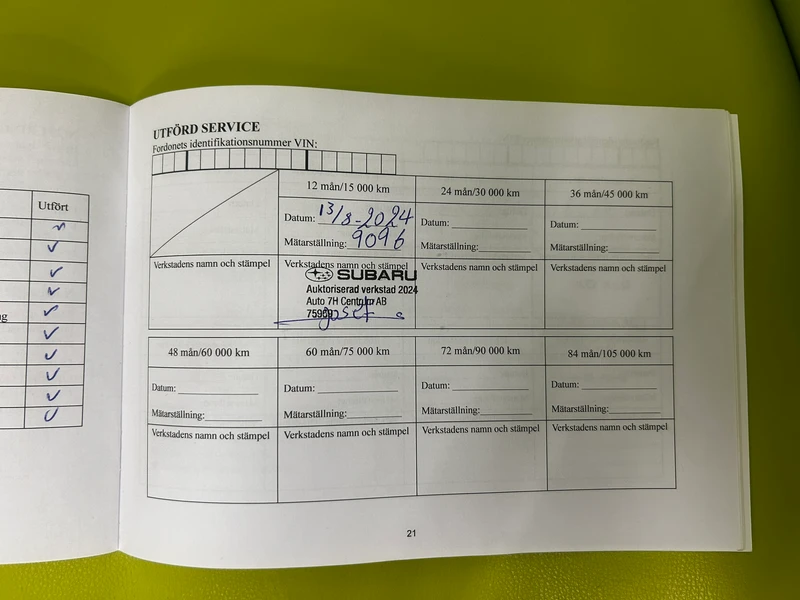 Utfört
ng
UTFÖRD SERVICE
Fordonets identifikationsnummer VIN:
12 mån/15 000 km
24 mån/30 000 km
36 mån/45 000 km
Datum: 13/8-2024
Datum:
Datum:
Mätarställning: 9096
Mätarställning:
Mätarställning:
Verkstadens namn och stämpel
Verkstadens namn och stämpel
Verkstadens namn och stämpel
Verkstadens namn och stämpel
SUBARU
Auktoriserad verkstad 2024
Auto 7H Centrum AB
75969
48 mån/60 000 km
60 mån/75 000 km
72 mån/90 000 km
84 mån/105 000 km
Datum:
Datum:
Datum:
Datum:
Mätarställning:
Mätarställning:
Mätarställning:
Mätarställning:
Verkstadens namn och stämpel
Verkstadens namn och stämpel
Verkstadens namn och stämpel
Verkstadens namn och stämpel
21